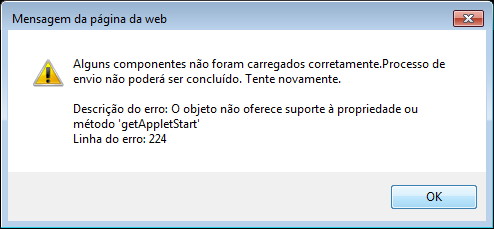 Mensagem da página da web
Alguns componentes não foram carregados corretamente.Processo de
envio não poderá ser concluído. Tente novamente.
Descrição do erro: O objeto não oferece suporte à propriedade ou
método 'getAppletStart'
Linha do erro: 224
OK